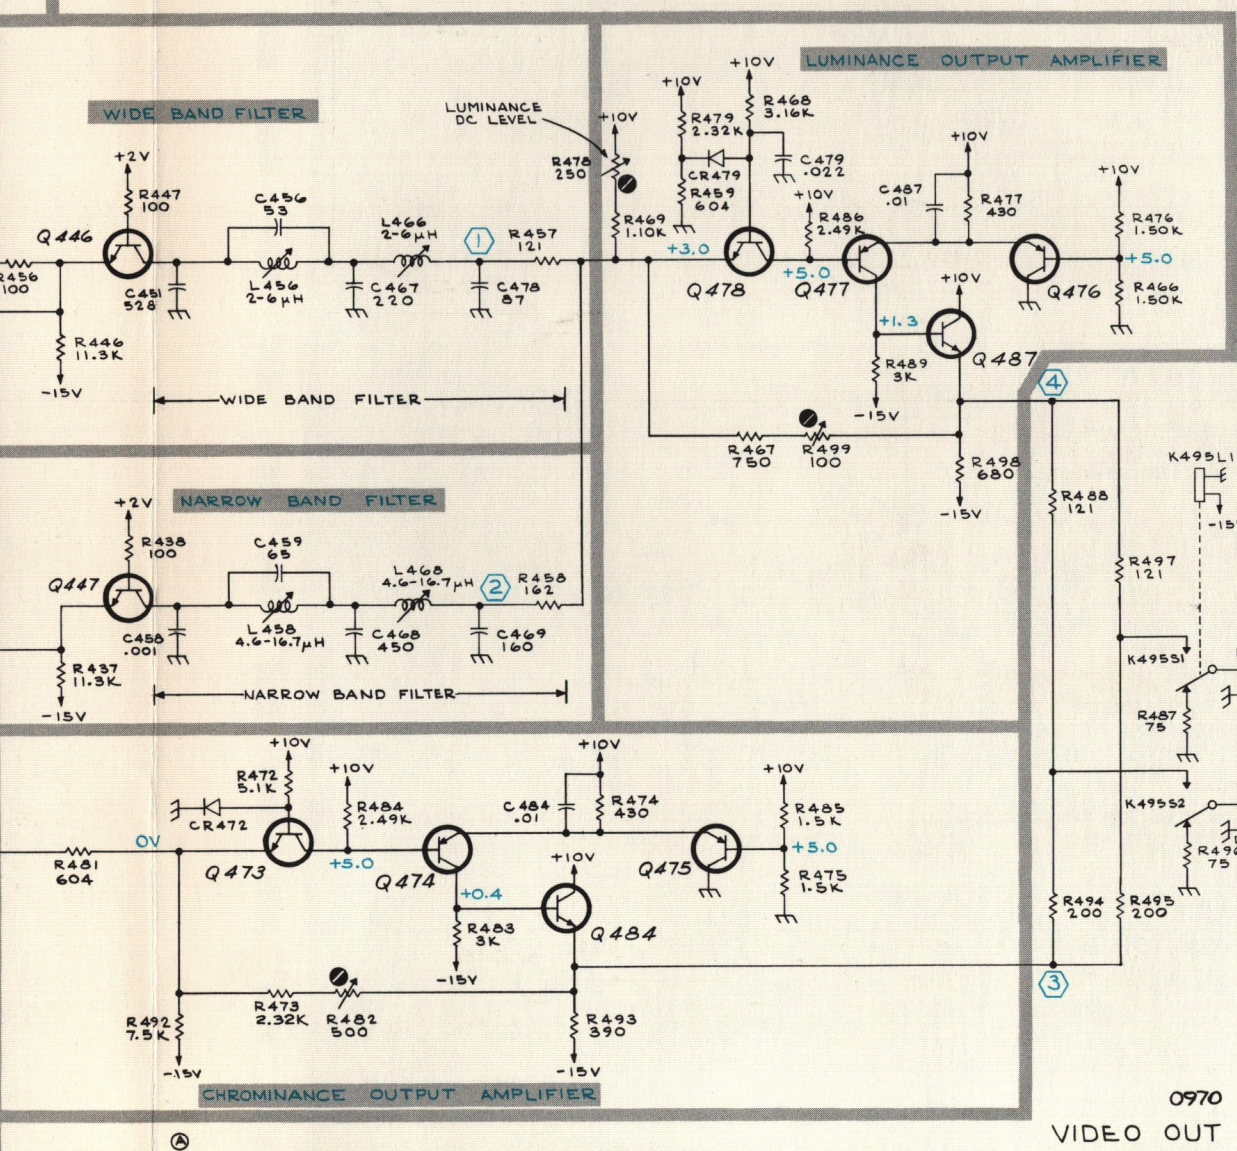 WIDE BAND FILTER
+2V
R447
100
Q446
R456
100
R446
11.3K
-15V
C451
528
C456
53
L456
2-6μH
L466
2-6μH
C467
220
1
C478
87
R457
121
WIDE BAND FILTER
LUMINANCE
DC LEVEL
+10V
R478
250
R469
1.10K
LUMINANCE OUTPUT AMPLIFIER
+10V
R479
2.32K
+10V
R468
3.16K
CR479
C479
.022
R459
604
+3.0
Q478
+10V
R486
2.49K
+5.0
Q477
C487
.01
+10V
R477
430
Q476
+10V
R476
1.50K
+5.0
R466
1.50K
+1.3
+10V
Q487
R489
3K
-15V
R467
750
R499
100
R498
680
-15V
4
R488
121
R497
121
K495L1
K495S1
R487
75
K495S2
75
R494
200
R495
200
3
NARROW BAND FILTER
+2V
R438
100
Q447
R437
11.3K
-15V
C458
.001
C459
65
L458
4.6-16.7μH
L468
4.6-16.7μH
C468
450
2
C469
160
R458
162
NARROW BAND FILTER
+10V
R472
5.1K
CR472
0V
R481
604
Q473
+10V
R484
2.49K
+5.0
Q474
C484
.01
+10V
R474
430
Q475
+10V
R485
1.5K
+5.0
R475
1.5K
+0.4
+10V
Q484
R483
3K
-15V
R492
7.5K
-15V
R473
2.32K
R482
500
R493
390
-15V
CHROMINANCE OUTPUT AMPLIFIER
A
0970
VIDEO OUT